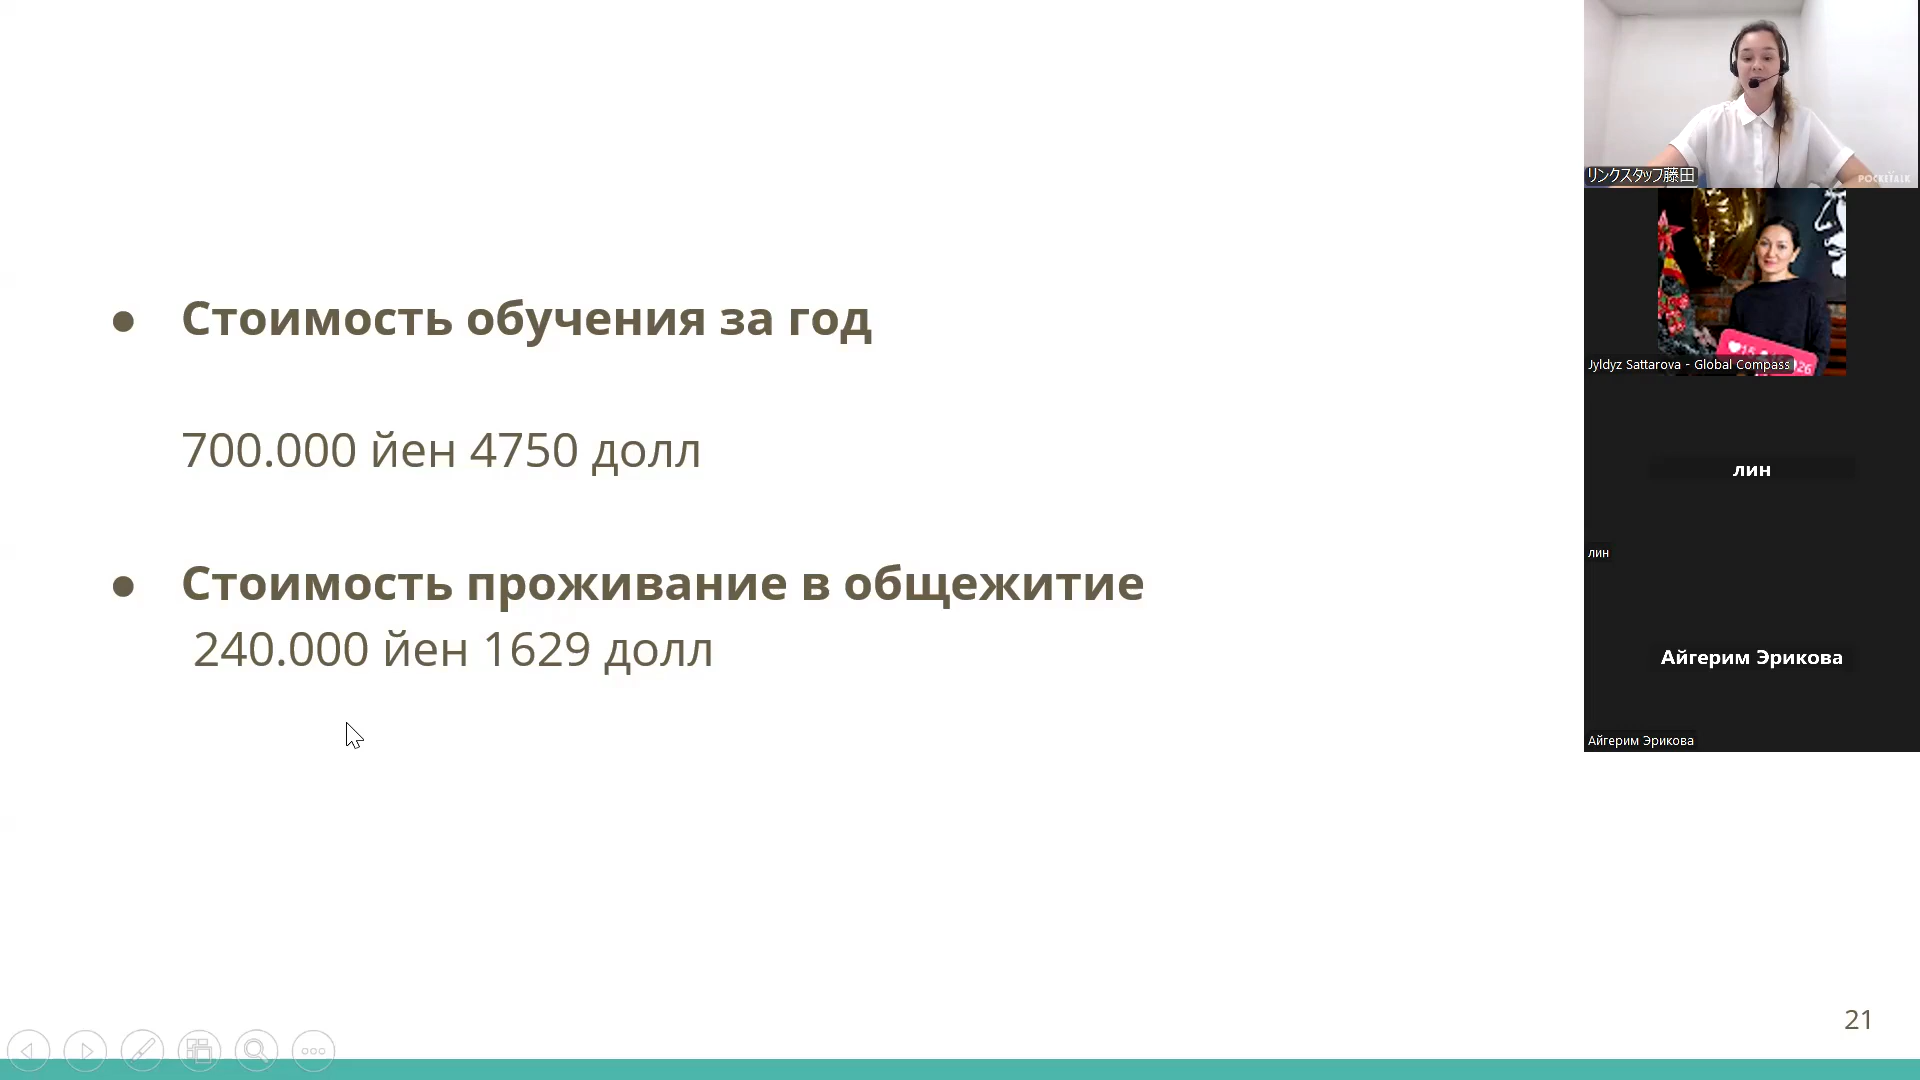 Стоимость обучения за год
700.000 йен 4750 долл
Стоимость проживание в общежитие
240.000 йен 1629 долл
21
リンクスタッフ藤田
POCKETALK
Jyldyz Sattarova - Global Compass
лин
лин
Айгерим Эрикова
Айгерим Эрикова